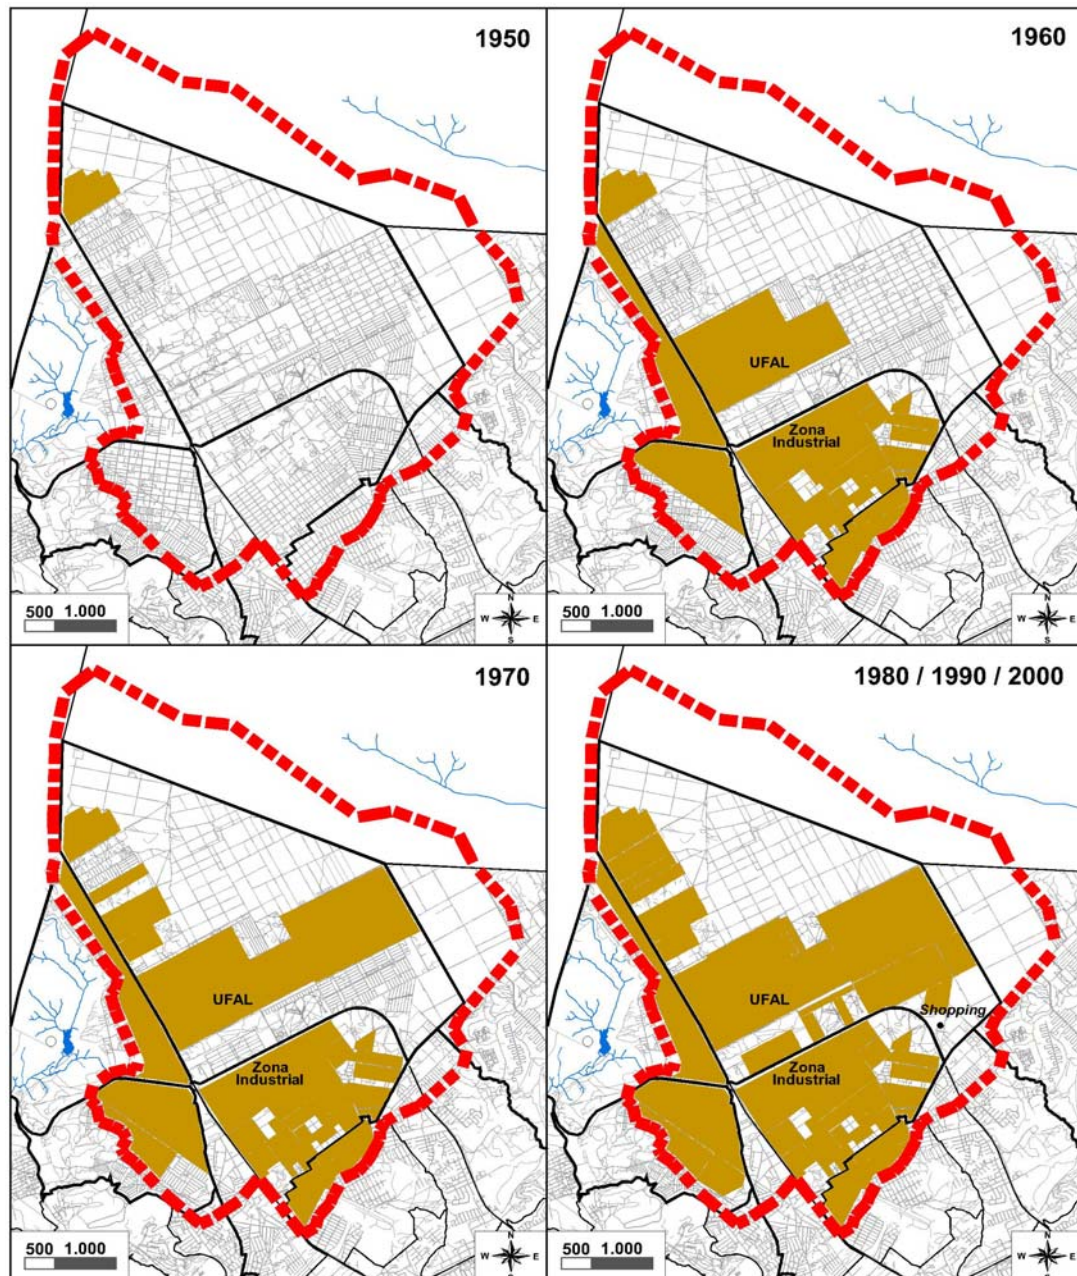 1950
500 1.000
N
W E
S
1960
UFAL
Zona
Industrial
500 1.000
N
W E
S
1970
UFAL
Zona
Industrial
500 1.000
N
W E
S
1980 / 1990 / 2000
UFAL
Shopping
Zona
Industrial
500 1.000
N
W E
S